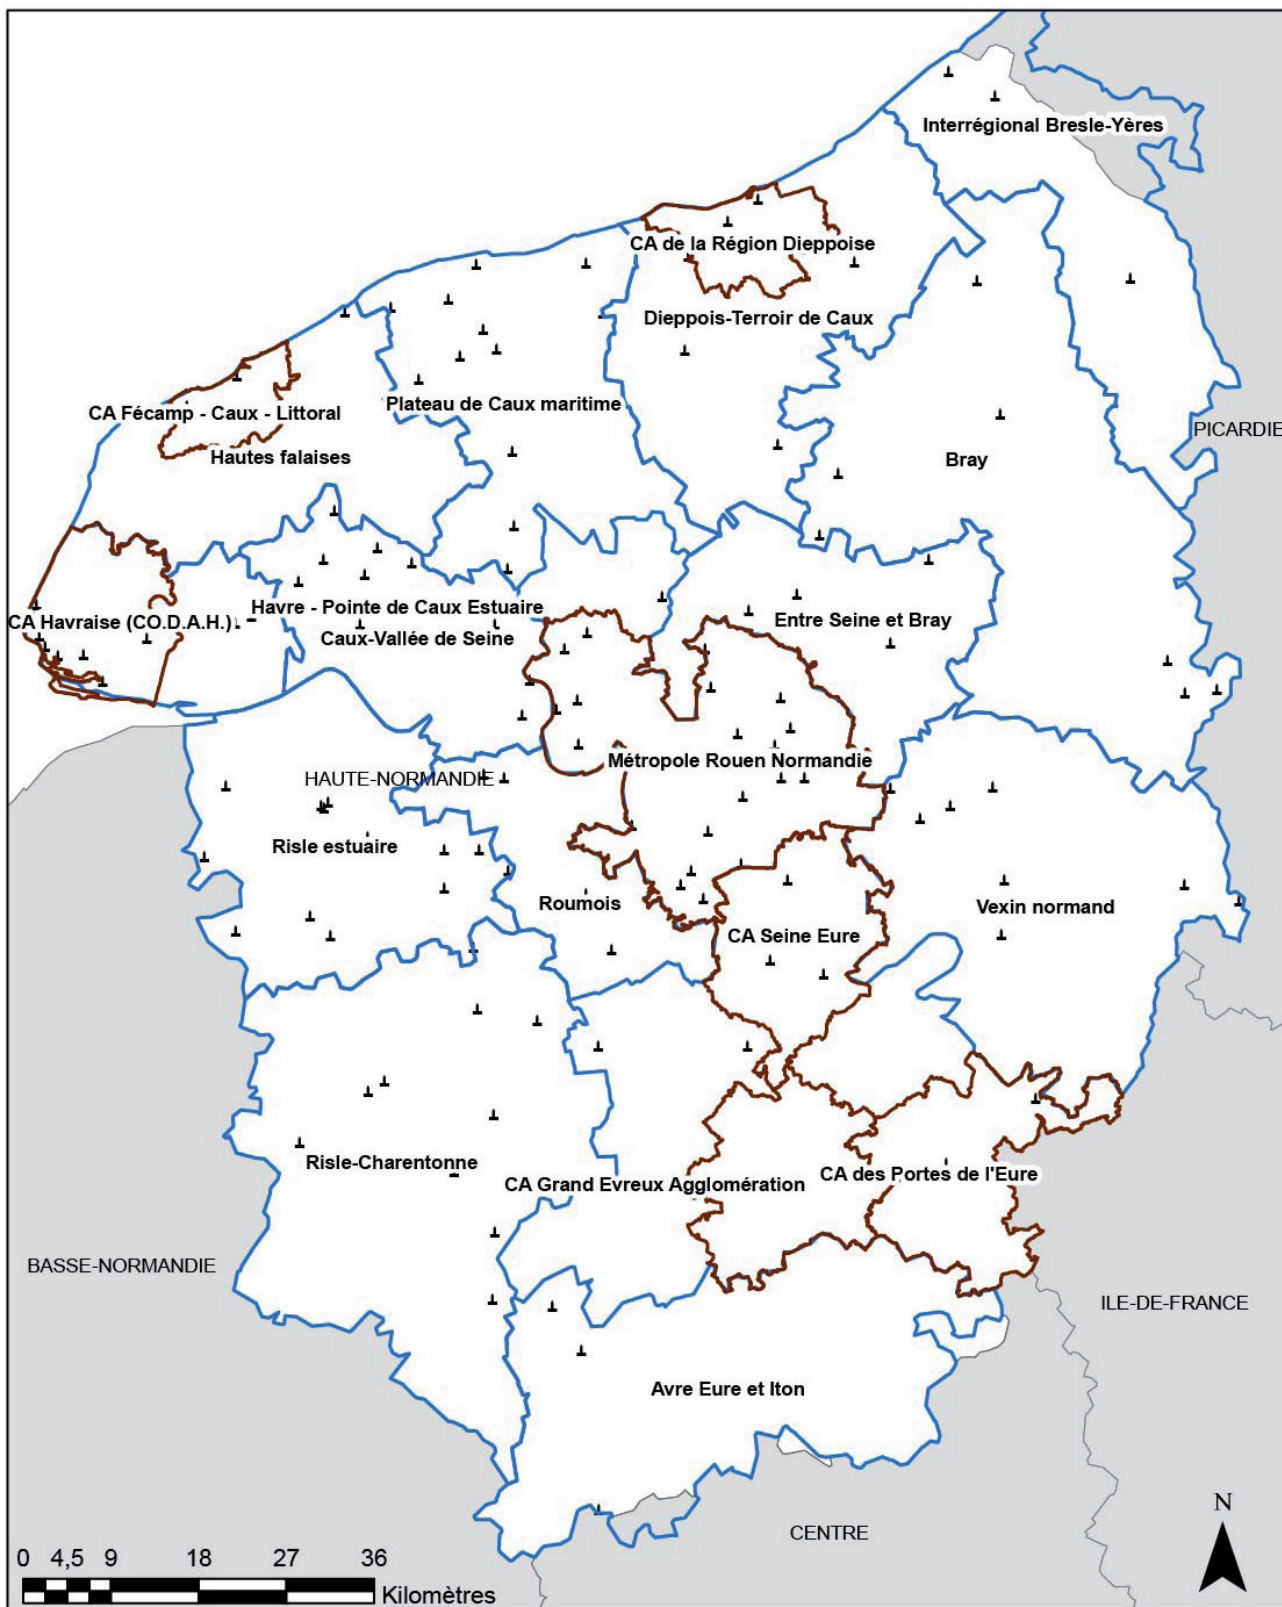 Interrégional Bresle-Yères
CA de la Région Dieppoise
Dieppois-Terroir de Caux
CA Fécamp - Caux - Littoral
Plateau de Caux maritime
PICARDIE
Hautes falaises
Bray
CA Havraise (CO.D.A.H.)
Havre - Pointe de Caux Estuaire
Caux-Vallée de Seine
Entre Seine et Bray
Métropole Rouen Normandie
HAUTE-NORMANDIE
Risle estuaire
Roumois
Vexin normand
CA Seine Eure
Risle-Charentonne
CA Grand Evreux Agglomération
CA des Portes de l'Eure
BASSE-NORMANDIE
ILE-DE-FRANCE
Avre Eure et Iton
CENTRE
N
0 4,5 9 18 27 36
Kilomètres